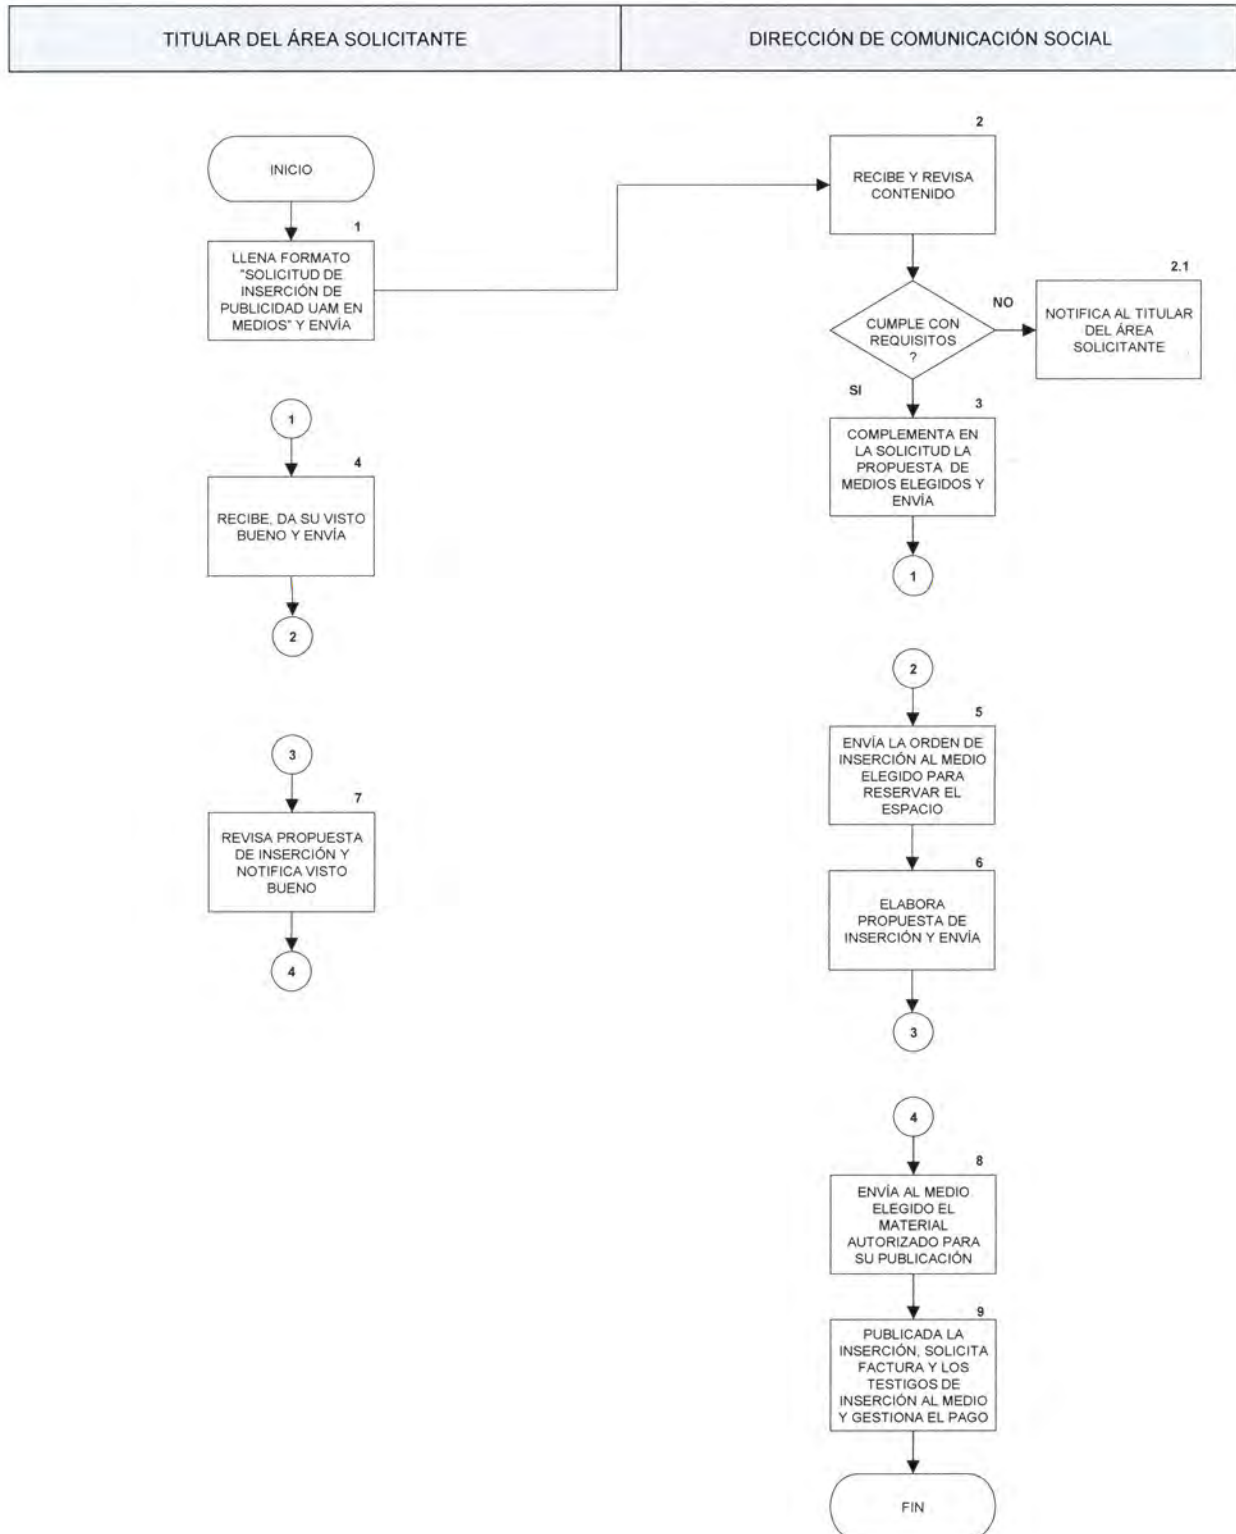 TITULAR DEL ÁREA SOLICITANTE
DIRECCIÓN DE COMUNICACIÓN SOCIAL
INICIO
1
LLENA FORMATO
"SOLICITUD DE
INSERCIÓN DE
PUBLICIDAD UAM EN
MEDIOS" Y ENVÍA
2
RECIBE Y REVISA
CONTENIDO
CUMPLE CON
REQUISITOS
?
NO
2.1
NOTIFICA AL TITULAR
DEL ÁREA
SOLICITANTE
SI
3
COMPLEMENTA EN
LA SOLICITUD LA
PROPUESTA DE
MEDIOS ELEGIDOS Y
ENVÍA
1
1
4
RECIBE, DA SU VISTO
BUENO Y ENVÍA
2
2
5
ENVÍA LA ORDEN DE
INSERCIÓN AL MEDIO
ELEGIDO PARA
RESERVAR EL
ESPACIO
6
ELABORA
PROPUESTA DE
INSERCIÓN Y ENVÍA
3
3
7
REVISA PROPUESTA
DE INSERCIÓN Y
NOTIFICA VISTO
BUENO
4
4
8
ENVÍA AL MEDIO
ELEGIDO EL
MATERIAL
AUTORIZADO PARA
SU PUBLICACIÓN
9
PUBLICADA LA
INSERCIÓN, SOLICITA
FACTURA Y LOS
TESTIGOS DE
INSERCIÓN AL MEDIO
Y GESTIONA EL PAGO
FIN